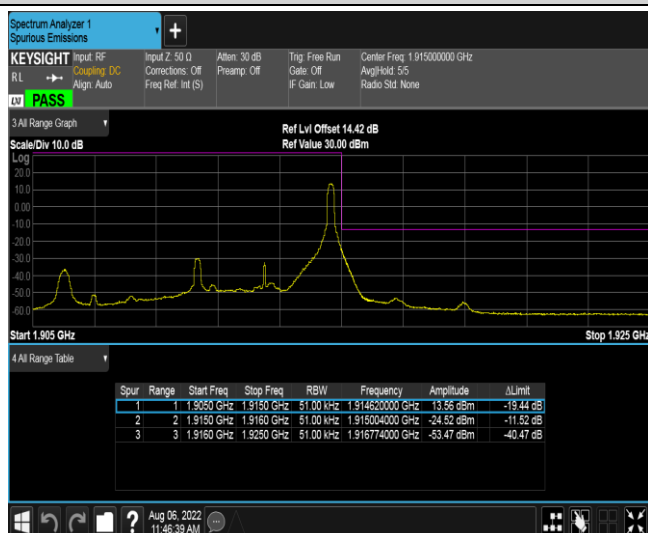 Spectrum Analyzer 1
Spurious Emissions
+
KEYSIGHT Input: RF Input Z: 50 Ω Atten: 30 dB Trig: Free Run Center Freq: 1.915000000 GHz
R L Coupling: DC Corrections: Off Preamp: Off Gate: Off Avg|Hold: 5/5
Align: Auto Freq Ref: Int (S) IF Gain: Low Radio Std: None
LXI PASS
3 All Range Graph
Ref Lvl Offset 14.42 dB
Scale/Div 10.0 dB Ref Value 30.00 dBm
Log
20.0
10.0
0.00
-10.0
-20.0
-30.0
-40.0
-50.0
-60.0
Start 1.905 GHz Stop 1.925 GHz
4 All Range Table
Spur Range Start Freq Stop Freq RBW Frequency Amplitude ΔLimit
1 1 1.9050 GHz 1.9150 GHz 51.00 kHz 1.914620000 GHz 13.56 dBm -19.44 dB
2 2 1.9150 GHz 1.9160 GHz 51.00 kHz 1.915004000 GHz -24.52 dBm -11.52 dB
3 3 1.9160 GHz 1.9250 GHz 51.00 kHz 1.916774000 GHz -53.47 dBm -40.47 dB
? Aug 06, 2022
11:46:39 AM